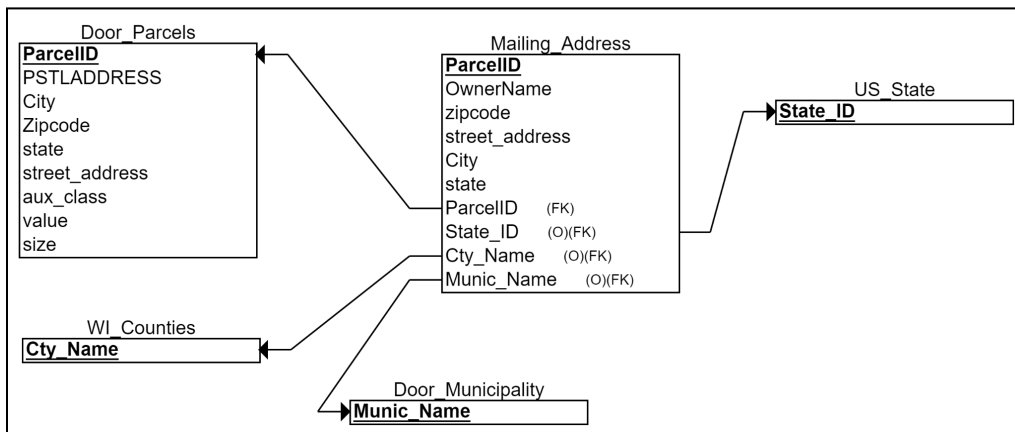 Door_Parcels
ParcelID
PSTLADDRESS
City
Zipcode
state
street_address
aux_class
value
size
Mailing_Address
ParcelID
OwnerName
zipcode
street_address
City
state
ParcelID (FK)
State_ID (O)(FK)
Cty_Name (O)(FK)
Munic_Name (O)(FK)
US_State
State_ID
WI_Counties
Cty_Name
Door_Municipality
Munic_Name